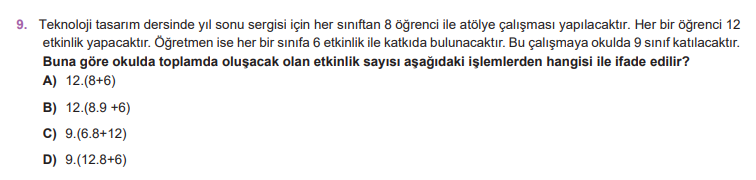 9. Teknoloji tasarım dersinde yıl sonu sergisi için her sınıftan 8 öğrenci ile atölye çalışması yapılacaktır. Her bir öğrenci 12
etkinlik yapacaktır. Öğretmen ise her bir sınıfa 6 etkinlik ile katkıda bulunacaktır. Bu çalışmaya okulda 9 sınıf katılacaktır.
Buna göre okulda toplamda oluşacak olan etkinlik sayısı aşağıdaki işlemlerden hangisi ile ifade edilir?
A) 12.(8+6)
B) 12.(8.9 +6)
C) 9.(6.8+12)
D) 9.(12.8+6)